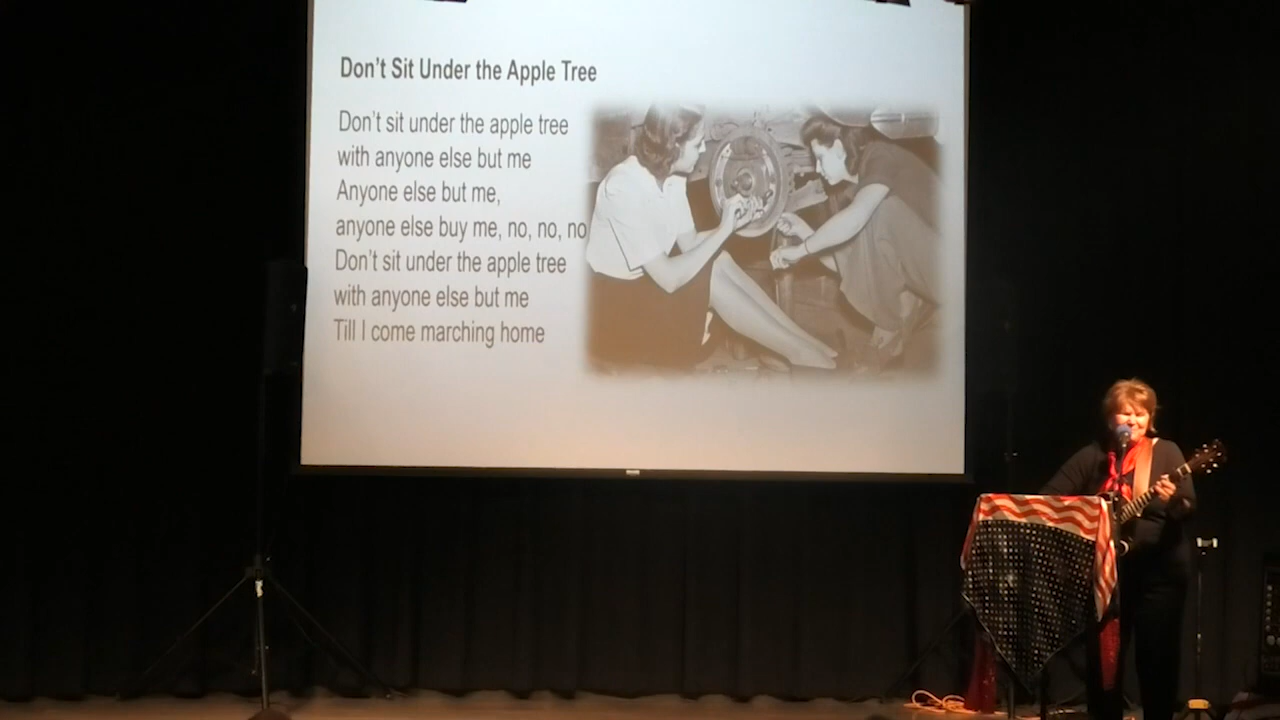 Don't Sit Under the Apple Tree
Don't sit under the apple tree
with anyone else but me
Anyone else but me,
anyone else buy me, no, no, no
Don't sit under the apple tree
with anyone else but me
Till I come marching home